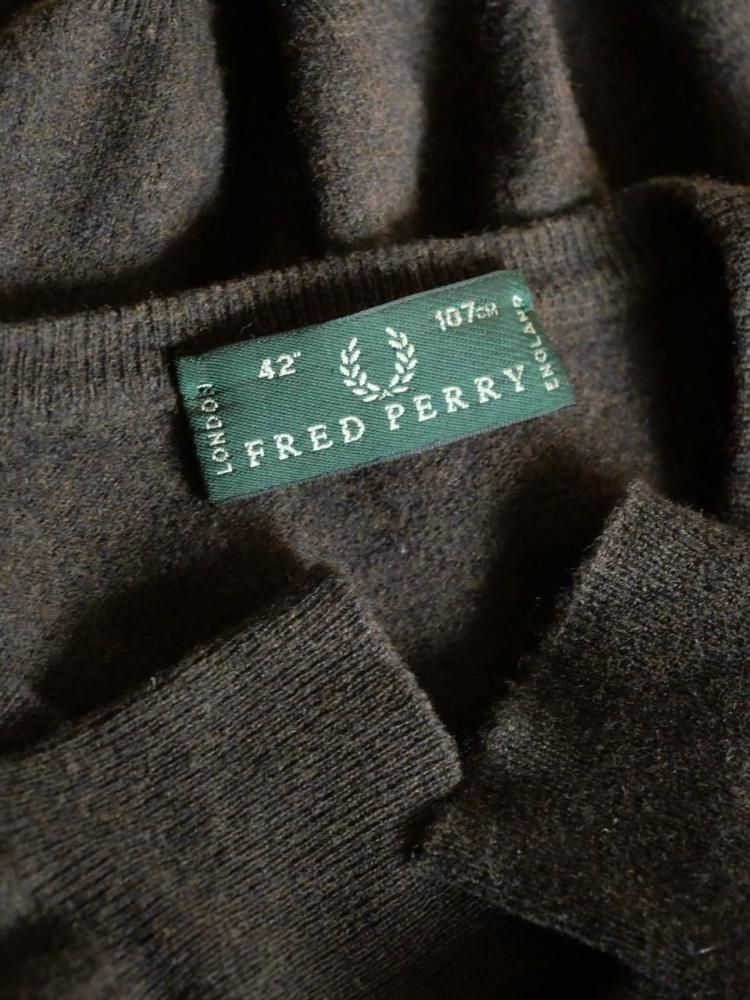 42" 107CM
LONDON
FRED PERRY
ENGLAND